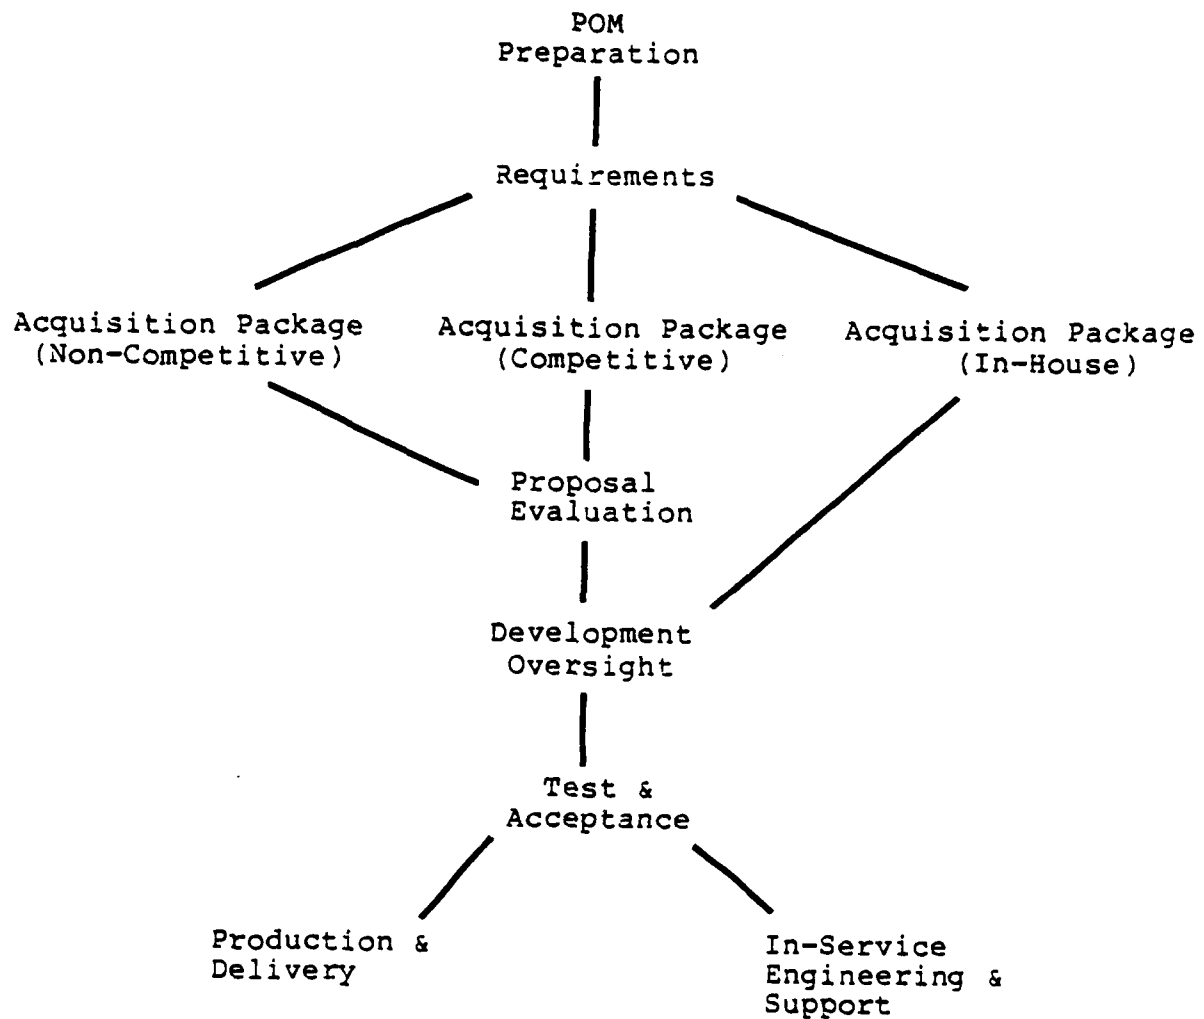 POM
Preparation
Requirements
Acquisition Package
(Non-Competitive)
Acquisition Package
(Competitive)
Acquisition Package
(In-House)
Proposal
Evaluation
Development
Oversight
Test &
Acceptance
Production &
Delivery
In-Service
Engineering &
Support